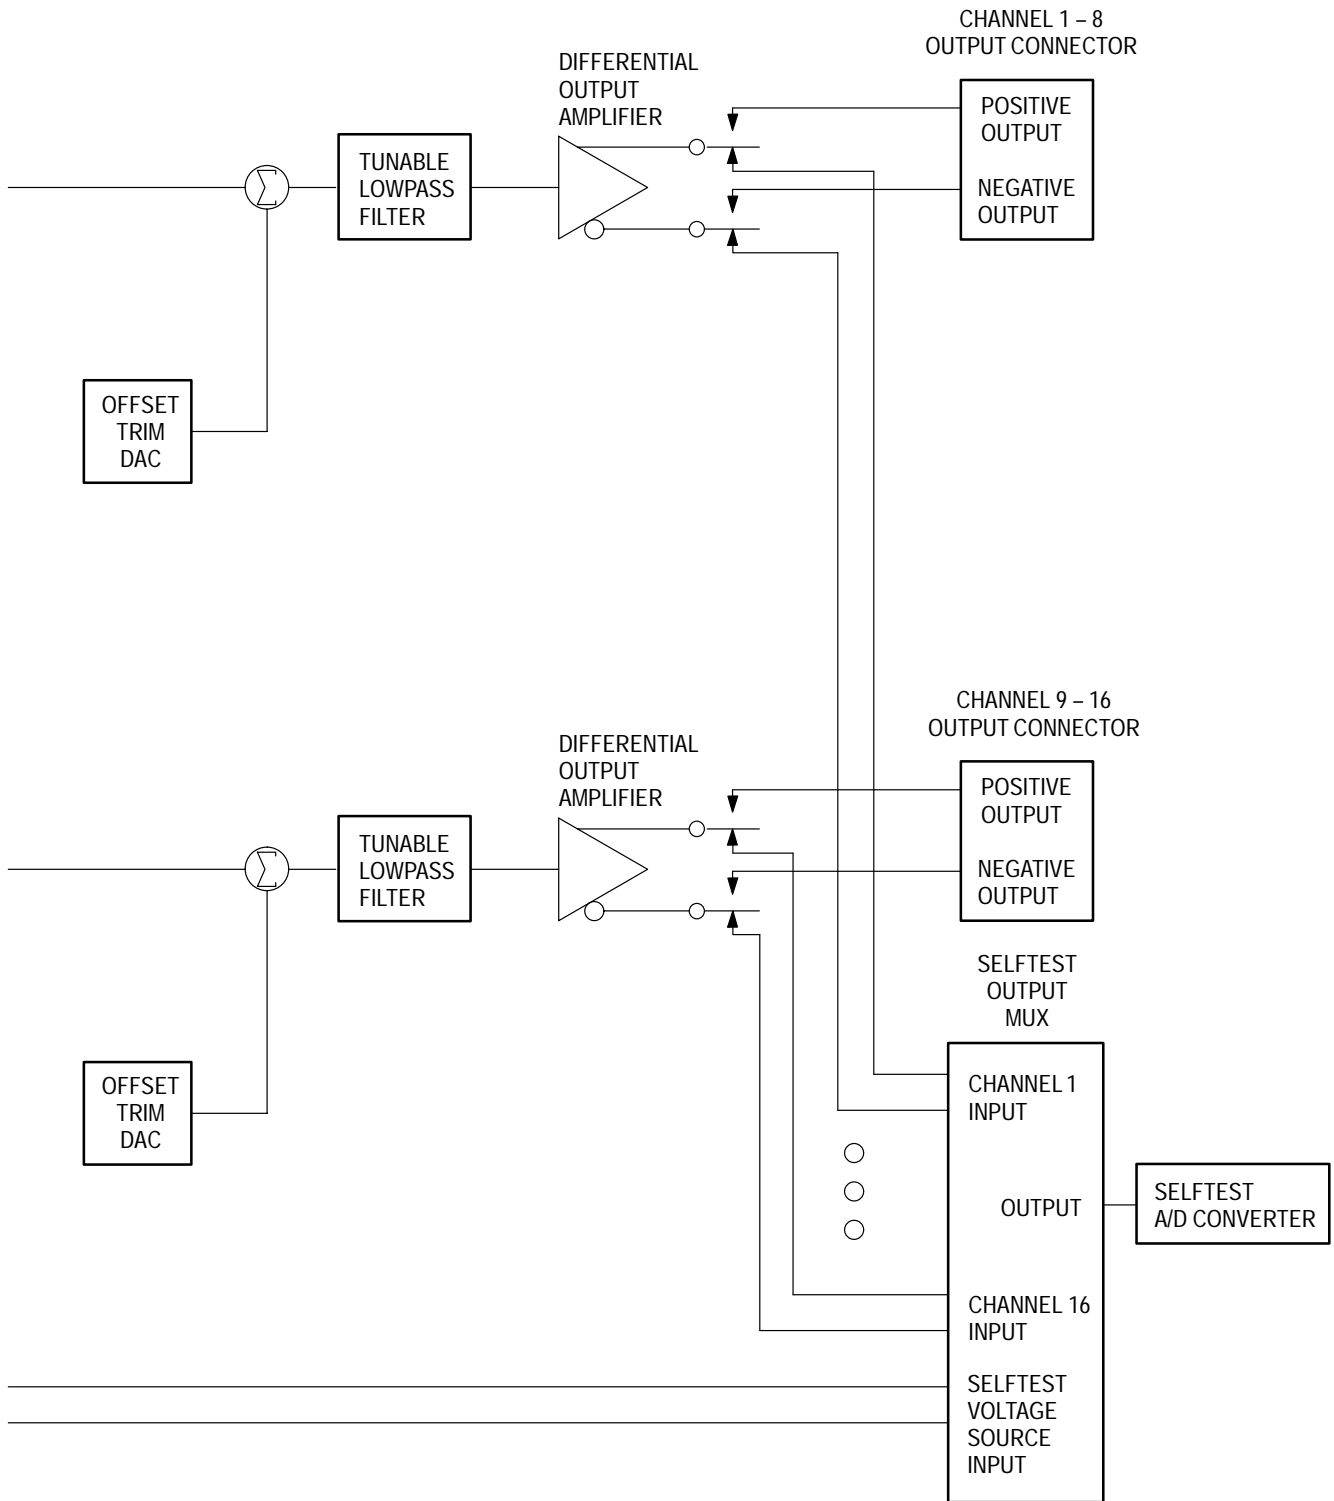 CHANNEL 1 – 8
OUTPUT CONNECTOR
DIFFERENTIAL
OUTPUT
AMPLIFIER
POSITIVE
OUTPUT
NEGATIVE
OUTPUT
Σ
TUNABLE
LOWPASS
FILTER
OFFSET
TRIM
DAC
CHANNEL 9 – 16
OUTPUT CONNECTOR
DIFFERENTIAL
OUTPUT
AMPLIFIER
POSITIVE
OUTPUT
NEGATIVE
OUTPUT
Σ
TUNABLE
LOWPASS
FILTER
SELFTEST
OUTPUT
MUX
OFFSET
TRIM
DAC
CHANNEL 1
INPUT
OUTPUT
SELFTEST
A/D CONVERTER
CHANNEL 16
INPUT
SELFTEST
VOLTAGE
SOURCE
INPUT